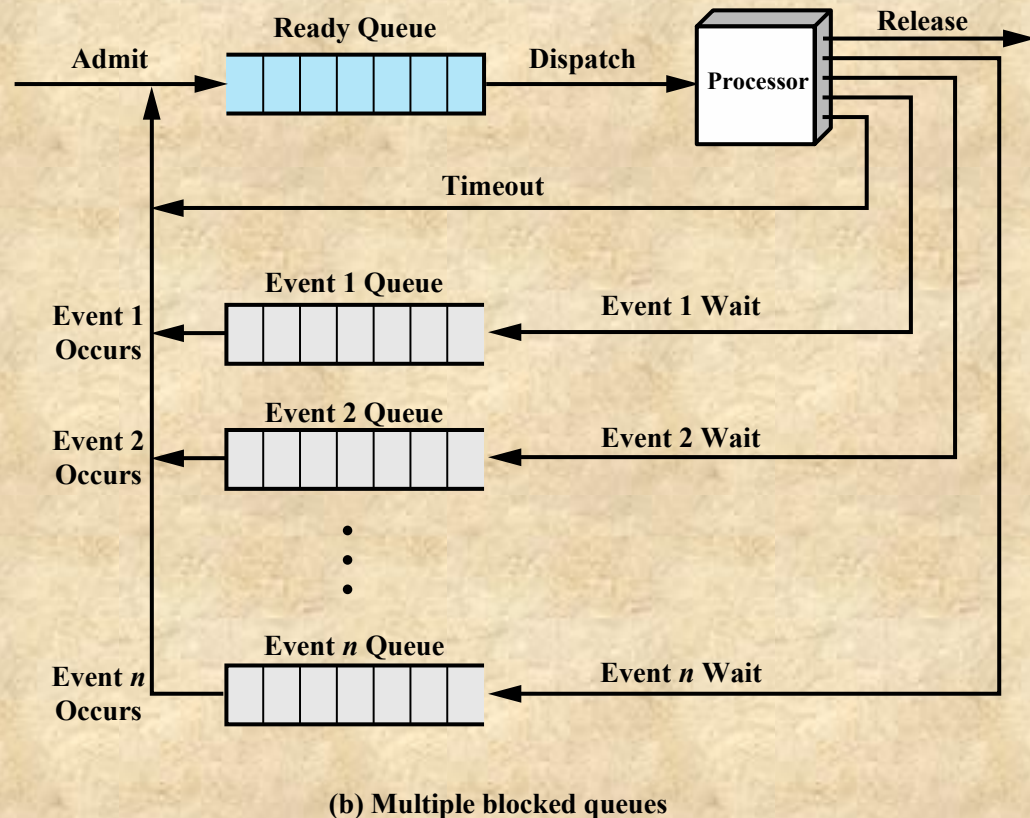 Ready Queue
Release
Admit
Dispatch
Processor
Timeout
Event 1 Queue
Event 1
Occurs
Event 1 Wait
Event 2 Queue
Event 2
Occurs
Event 2 Wait
Event n Queue
Event n
Occurs
Event n Wait
(b) Multiple blocked queues